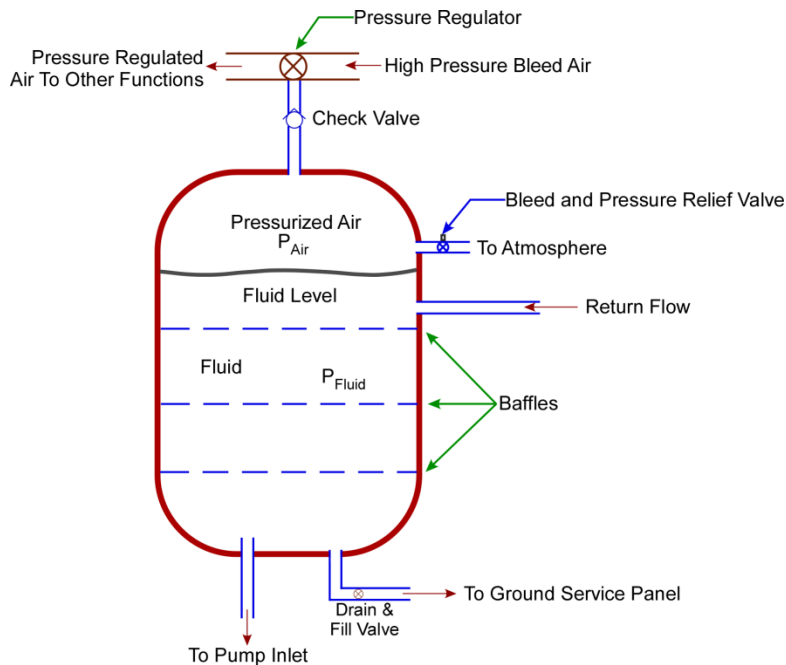 Pressure Regulator
Pressure Regulated
Air To Other Functions
High Pressure Bleed Air
Check Valve
Bleed and Pressure Relief Valve
Pressurized Air
P_Air
To Atmosphere
Fluid Level
Return Flow
Fluid
P_Fluid
Baffles
To Ground Service Panel
Drain &
Fill Valve
To Pump Inlet